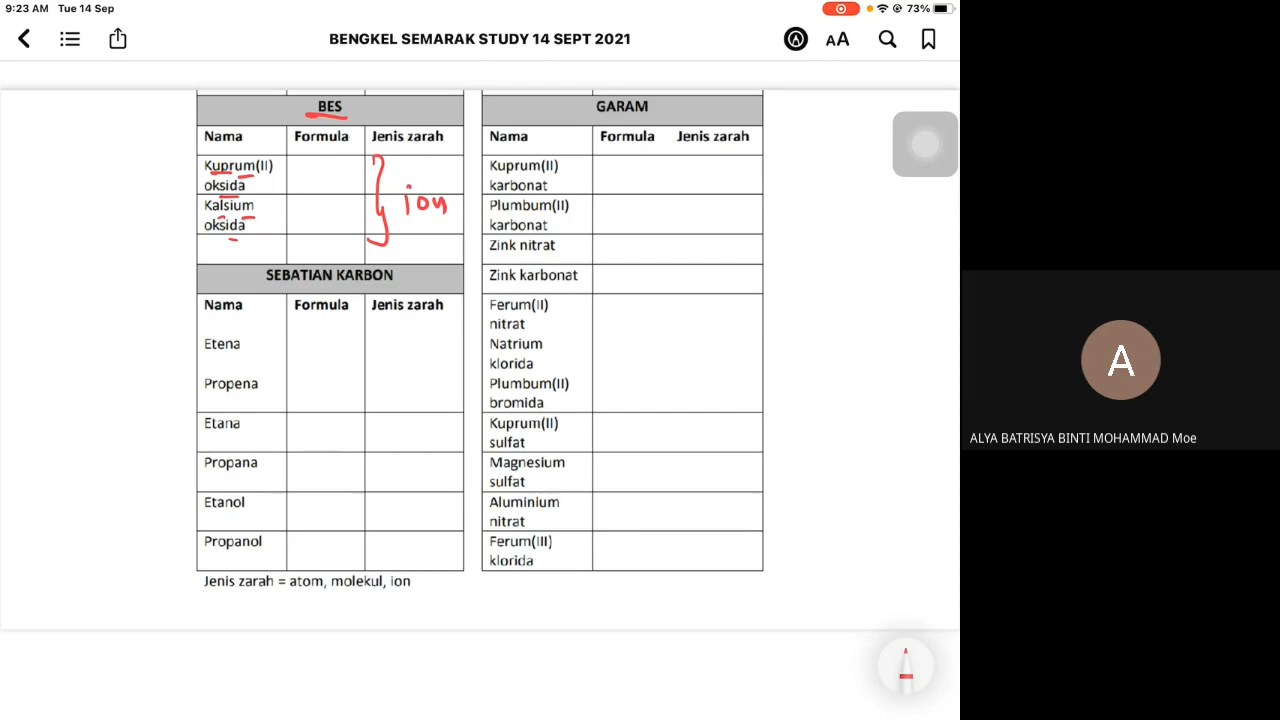 9:23 AM Tue 14 Sep
73%
BENGKEL SEMARAK STUDY 14 SEPT 2021
AA
BES
Nama Formula Jenis zarah
Kuprum(II)
oksida
Kalsium
oksida
ion
SEBATIAN KARBON
Nama Formula Jenis zarah
Etena
Propena
Etana
Propana
Etanol
Propanol
Jenis zarah = atom, molekul, ion
GARAM
Nama Formula Jenis zarah
Kuprum(II)
karbonat
Plumbum(II)
karbonat
Zink nitrat
Zink karbonat
Ferum(II)
nitrat
Natrium
klorida
Plumbum(II)
bromida
Kuprum(II)
sulfat
Magnesium
sulfat
Aluminium
nitrat
Ferum(III)
klorida
A
ALYA BATRISYA BINTI MOHAMMAD Moe